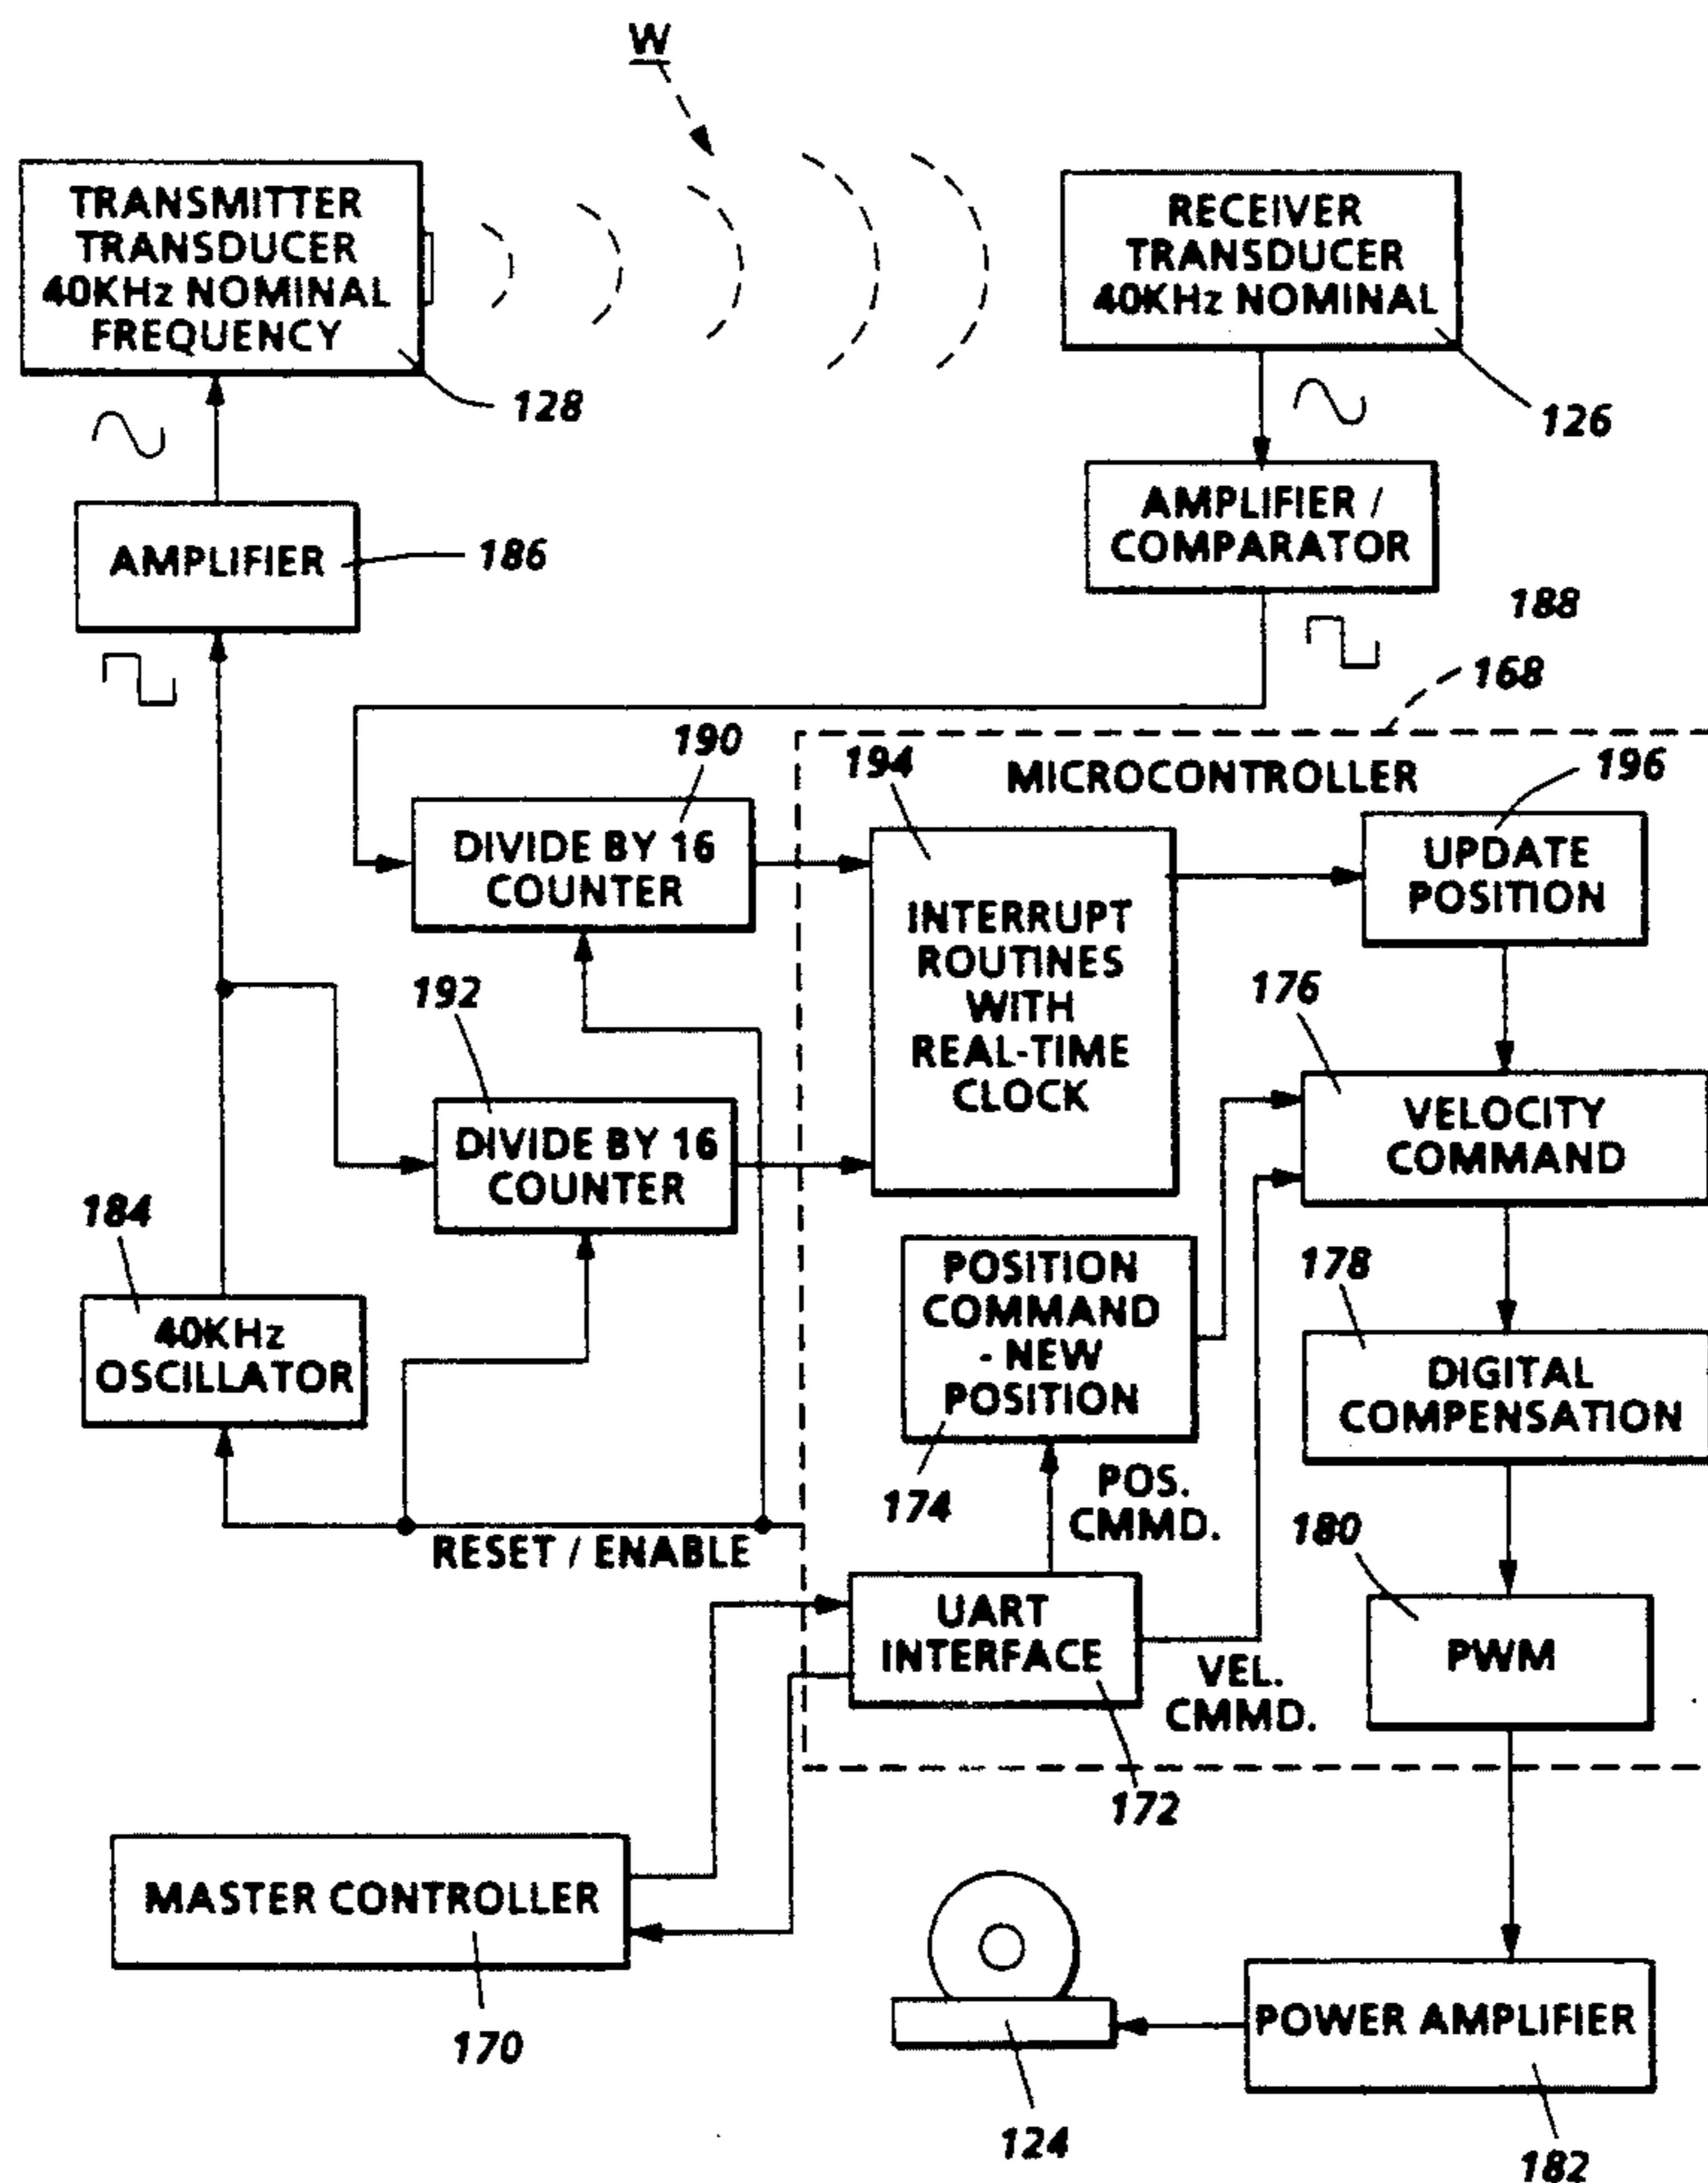 W
TRANSMITTER
TRANSDUCER
40KHz NOMINAL
FREQUENCY
128
RECEIVER
TRANSDUCER
40KHz NOMINAL
126
AMPLIFIER
186
AMPLIFIER /
COMPARATOR
188
168
MICROCONTROLLER
190
DIVIDE BY 16
COUNTER
194
INTERRUPT
ROUTINES
WITH
REAL-TIME
CLOCK
196
UPDATE
POSITION
192
DIVIDE BY 16
COUNTER
176
VELOCITY
COMMAND
184
40KHz
OSCILLATOR
POSITION
COMMAND
- NEW
POSITION
174
178
DIGITAL
COMPENSATION
POS.
CMMD.
RESET / ENABLE
180
PWM
UART
INTERFACE
172
VEL.
CMMD.
MASTER CONTROLLER
170
124
POWER AMPLIFIER
182